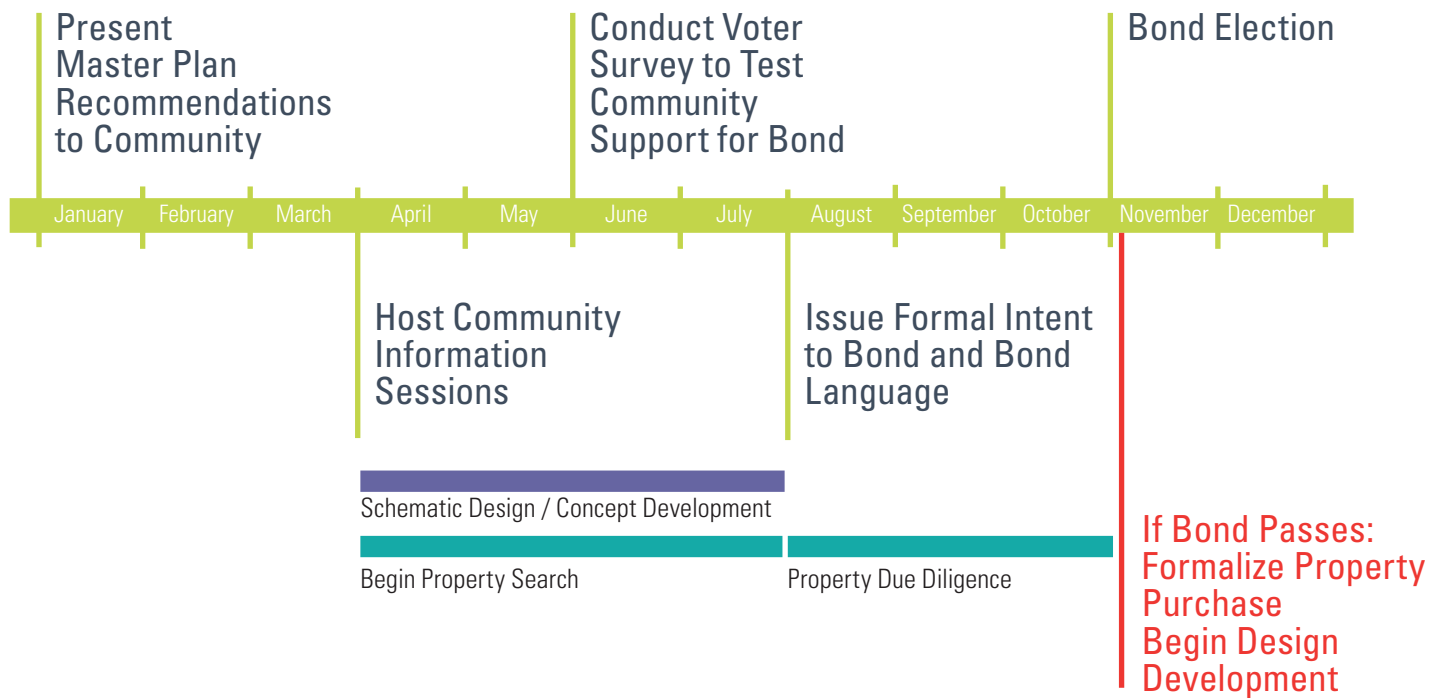 Present
Master Plan
Recommendations
to Community
Conduct Voter
Survey to Test
Community
Support for Bond
Bond Election
January February March April May June July August September October November December
Host Community
Information
Sessions
Issue Formal Intent
to Bond and Bond
Language
Schematic Design / Concept Development
Begin Property Search
Property Due Diligence
If Bond Passes:
Formalize Property
Purchase
Begin Design
Development